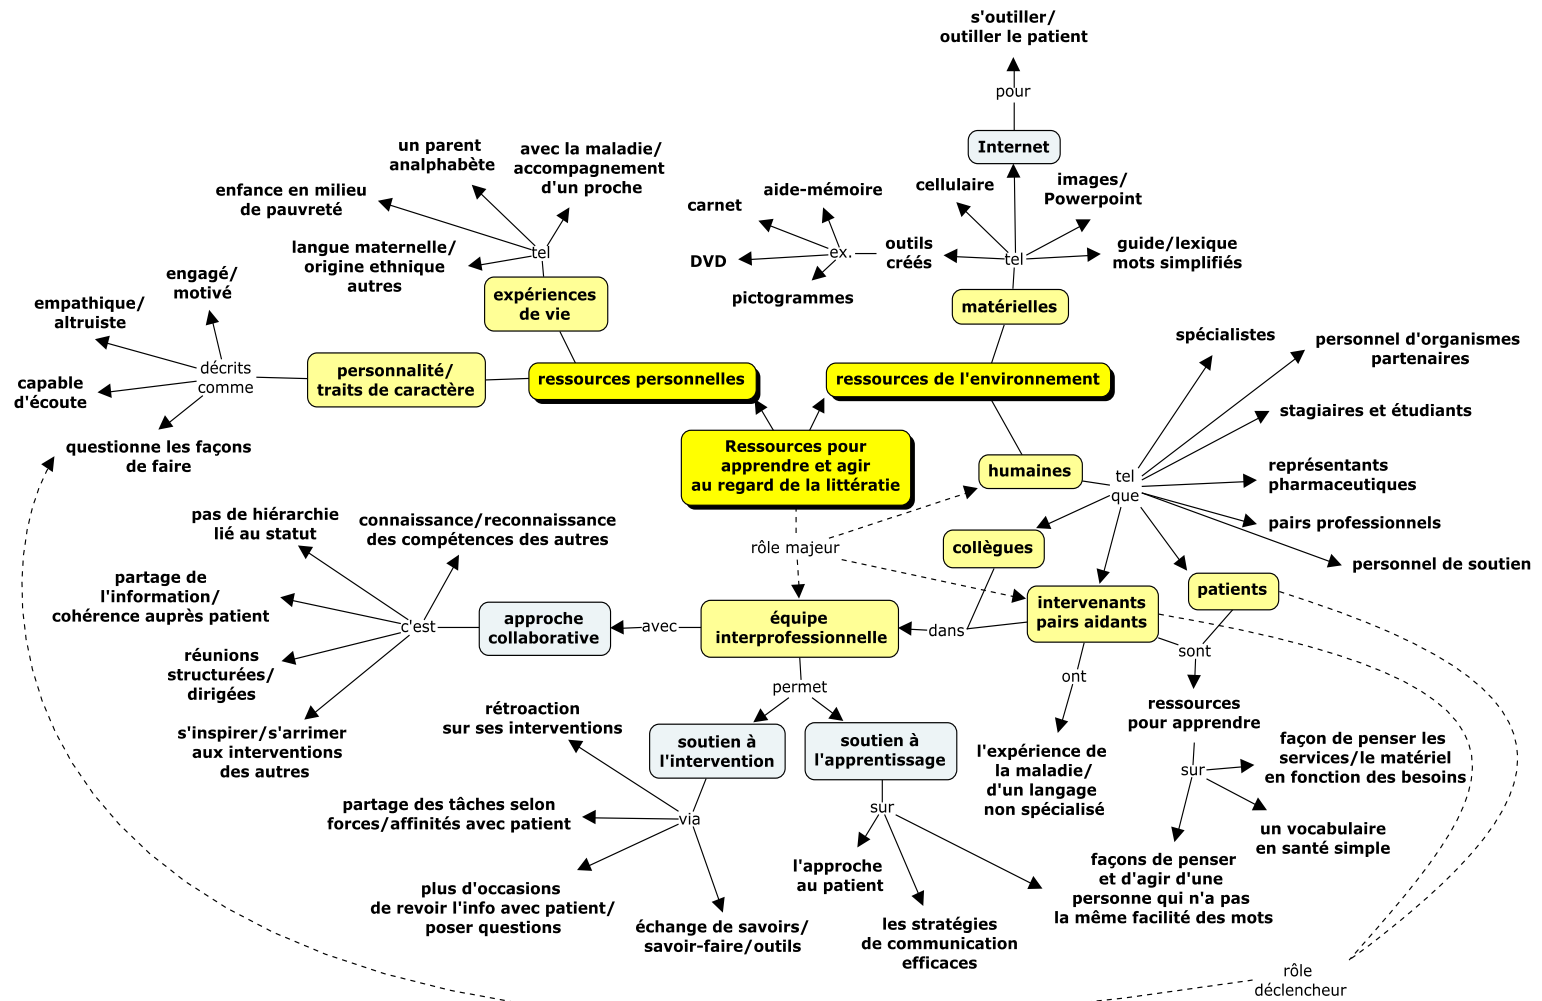 s'outiller/
outiller le patient
pour
Internet
un parent
analphabète
avec la maladie/
accompagnement
d'un proche
enfance en milieu
de pauvreté
langue maternelle/
origine ethnique
autres
tel
expériences
de vie
aide-mémoire
carnet
DVD
pictogrammes
ex.
outils
créés
cellulaire
images/
Powerpoint
guide/lexique
mots simplifiés
tel
matérielles
engagé/
motivé
empathique/
altruiste
capable
d'écoute
questionne les façons
de faire
décrits
comme
personnalité/
traits de caractère
ressources personnelles
ressources de l'environnement
Ressources pour
apprendre et agir
au regard de la littératie
humaines
tel
que
spécialistes
personnel d'organismes
partenaires
stagiaires et étudiants
représentants
pharmaceutiques
pairs professionnels
personnel de soutien
collègues
intervenants
pairs aidants
patients
rôle majeur
pas de hiérarchie
lié au statut
connaissance/reconnaissance
des compétences des autres
partage de
l'information/
cohérence auprès patient
réunions
structurées/
dirigées
s'inspirer/s'arrimer
aux interventions
des autres
c'est
approche
collaborative
avec
équipe
interprofessionnelle
dans
permet
soutien à
l'intervention
soutien à
l'apprentissage
rétroaction
sur ses interventions
partage des tâches selon
forces/affinités avec patient
plus d'occasions
de revoir l'info avec patient/
poser questions
échange de savoirs/
savoir-faire/outils
via
sur
l'approche
au patient
les stratégies
de communication
efficaces
façons de penser
et d'agir d'une
personne qui n'a pas
la même facilité des mots
ont
l'expérience de
la maladie/
d'un langage
non spécialisé
sont
ressources
pour apprendre
sur
façon de penser les
services/le matériel
en fonction des besoins
un vocabulaire
en santé simple
rôle
déclencheur